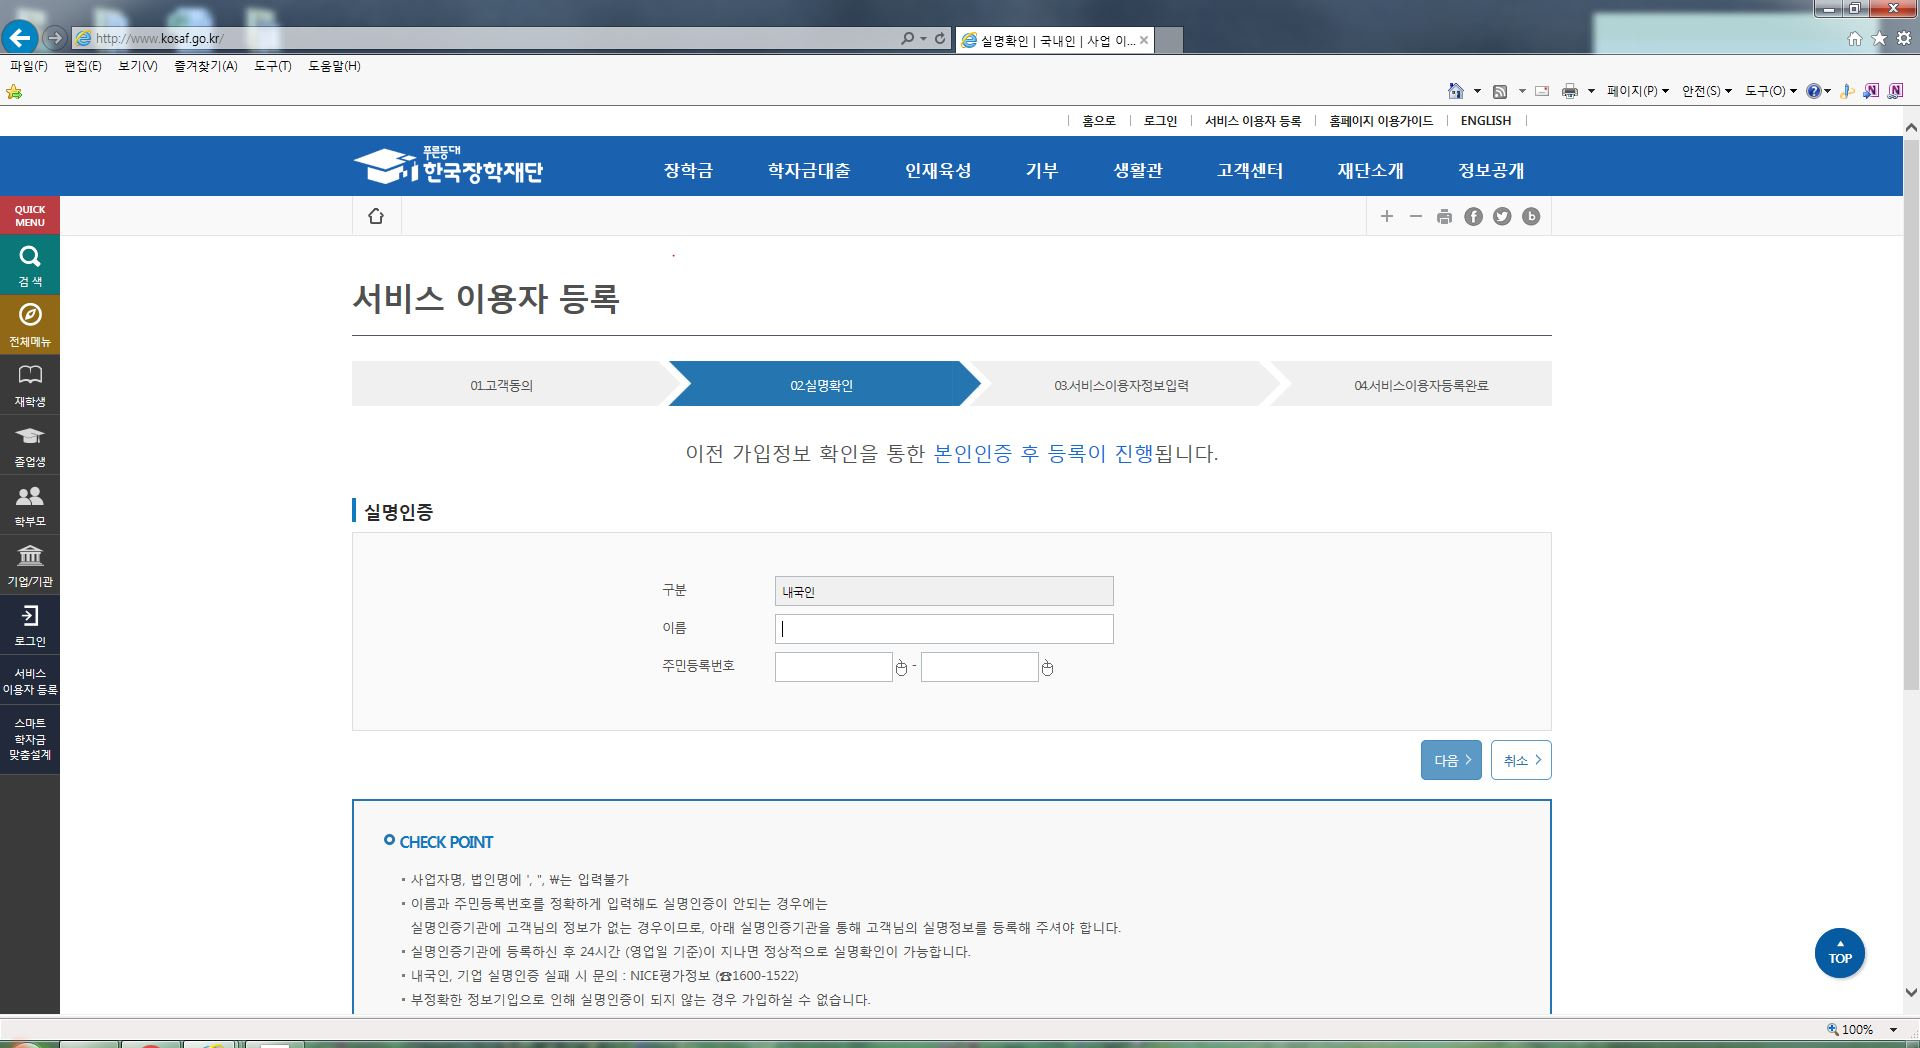 http://www.kosaf.go.kr/
실명확인 | 국내인 | 사업 이...
파일(F) 편집(E) 보기(V) 즐겨찾기(A) 도구(T) 도움말(H)
페이지(P) 안전(S) 도구(O)
홈으로 로그인 서비스 이용자 등록 홈페이지 이용가이드 ENGLISH
푸른등대
한국장학재단
장학금 학자금대출 인재육성 기부 생활관 고객센터 재단소개 정보공개
QUICK
MENU
검 색
전체메뉴
재학생
졸업생
학부모
기업/기관
로그인
서비스
이용자 등록
스마트
학자금
맞춤설계
서비스 이용자 등록
01.고객동의 02.실명확인 03.서비스이용자정보입력 04.서비스이용자등록완료
이전 가입정보 확인을 통한 본인인증 후 등록이 진행됩니다.
실명인증
구분 내국인
이름
주민등록번호 -
다음 취소
CHECK POINT
사업자명, 법인명에 ', ", ₩는 입력불가
이름과 주민등록번호를 정확하게 입력해도 실명인증이 안되는 경우에는
실명인증기관에 고객님의 정보가 없는 경우이므로, 아래 실명인증기관을 통해 고객님의 실명정보를 등록해 주셔야 합니다.
실명인증기관에 등록하신 후 24시간 (영업일 기준)이 지나면 정상적으로 실명확인이 가능합니다.
내국인, 기업 실명인증 실패 시 문의 : NICE평가정보 (☎1600-1522)
부정확한 정보기입으로 인해 실명인증이 되지 않는 경우 가입하실 수 없습니다.
TOP
100%